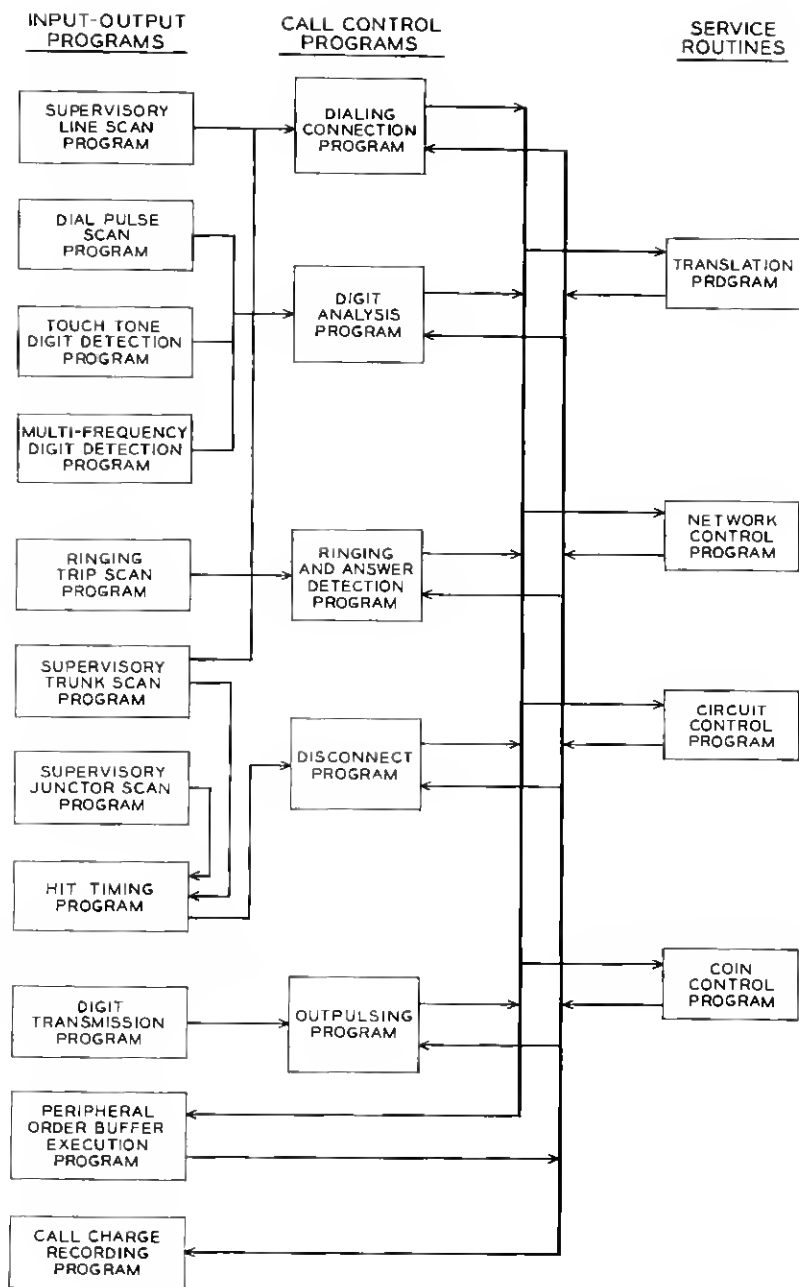 INPUT-OUTPUT
PROGRAMS
CALL CONTROL
PROGRAMS
SERVICE
ROUTINES
SUPERVISORY
LINE SCAN
PROGRAM
DIAL PULSE
SCAN
PROGRAM
TOUCH TONE
DIGIT DETECTION
PROGRAM
MULTI-FREQUENCY
DIGIT DETECTION
PROGRAM
RINGING
TRIP SCAN
PROGRAM
SUPERVISORY
TRUNK SCAN
PROGRAM
SUPERVISORY
JUNCTOR SCAN
PROGRAM
HIT TIMING
PROGRAM
DIGIT
TRANSMISSION
PROGRAM
PERIPHERAL
ORDER BUFFER
EXECUTION
PROGRAM
CALL CHARGE
RECORDING
PROGRAM
DIALING
CONNECTION
PROGRAM
DIGIT
ANALYSIS
PROGRAM
RINGING
AND ANSWER
DETECTION
PROGRAM
DISCONNECT
PROGRAM
OUTPULSING
PROGRAM
TRANSLATION
PRDGRAM
NETWORK
CONTROL
PROGRAM
CIRCUIT
CONTROL
PROGRAM
COIN
CONTROL
PROGRAM